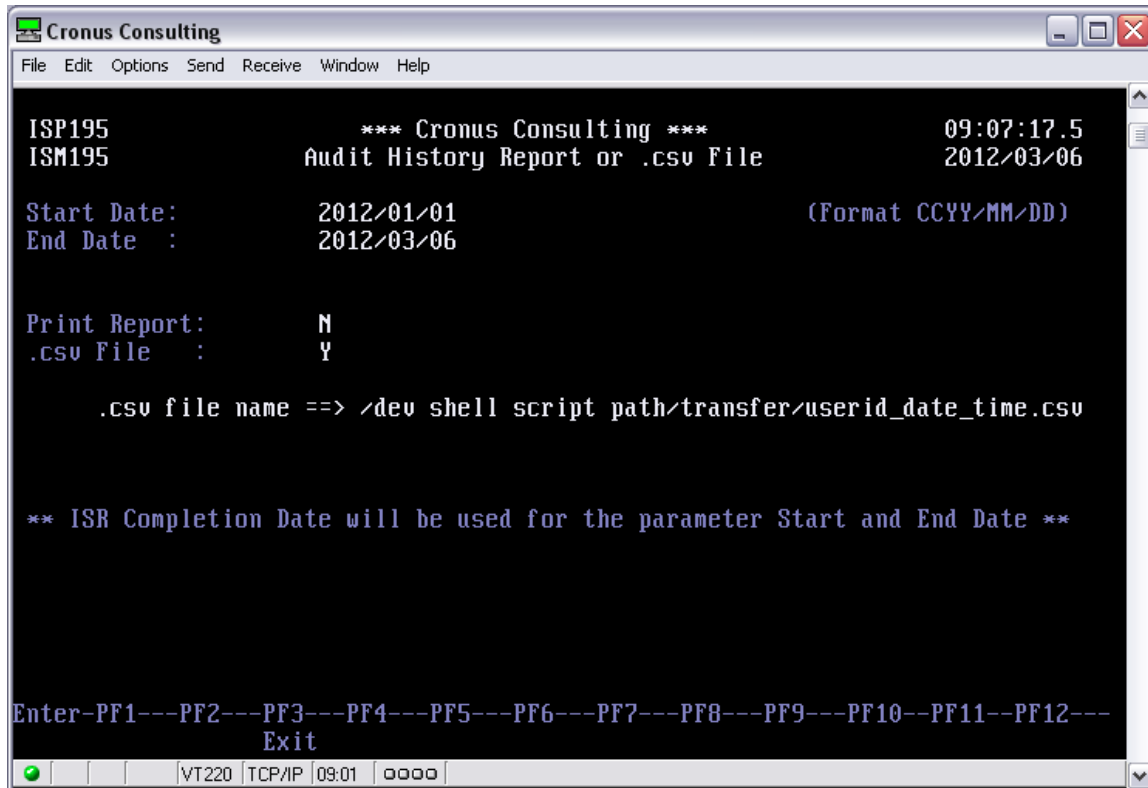 Cronus Consulting
File Edit Options Send Receive Window Help
ISP195 *** Cronus Consulting *** 09:07:17.5
ISM195 Audit History Report or .csv File 2012/03/06
Start Date: 2012/01/01 (Format CCYY/MM/DD)
End Date : 2012/03/06
Print Report: N
.csv File : Y
.csv file name ==> /dev shell script path/transfer/userid_date_time.csv
** ISR Completion Date will be used for the parameter Start and End Date **
Enter-PF1---PF2---PF3---PF4---PF5---PF6---PF7---PF8---PF9---PF10--PF11--PF12---
Exit
VT220 TCP/IP 09:01